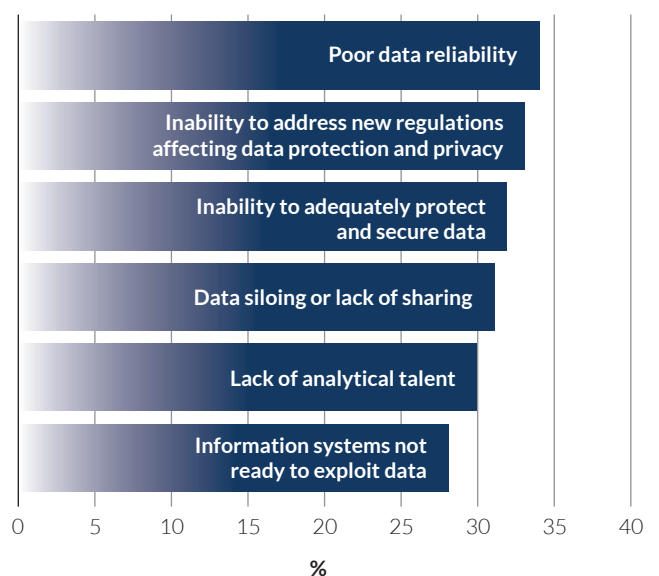 Poor data reliability
Inability to address new regulations
affecting data protection and privacy
Inability to adequately protect
and secure data
Data siloing or lack of sharing
Lack of analytical talent
Information systems not
ready to exploit data
0 5 10 15 20 25 30 35 40
%